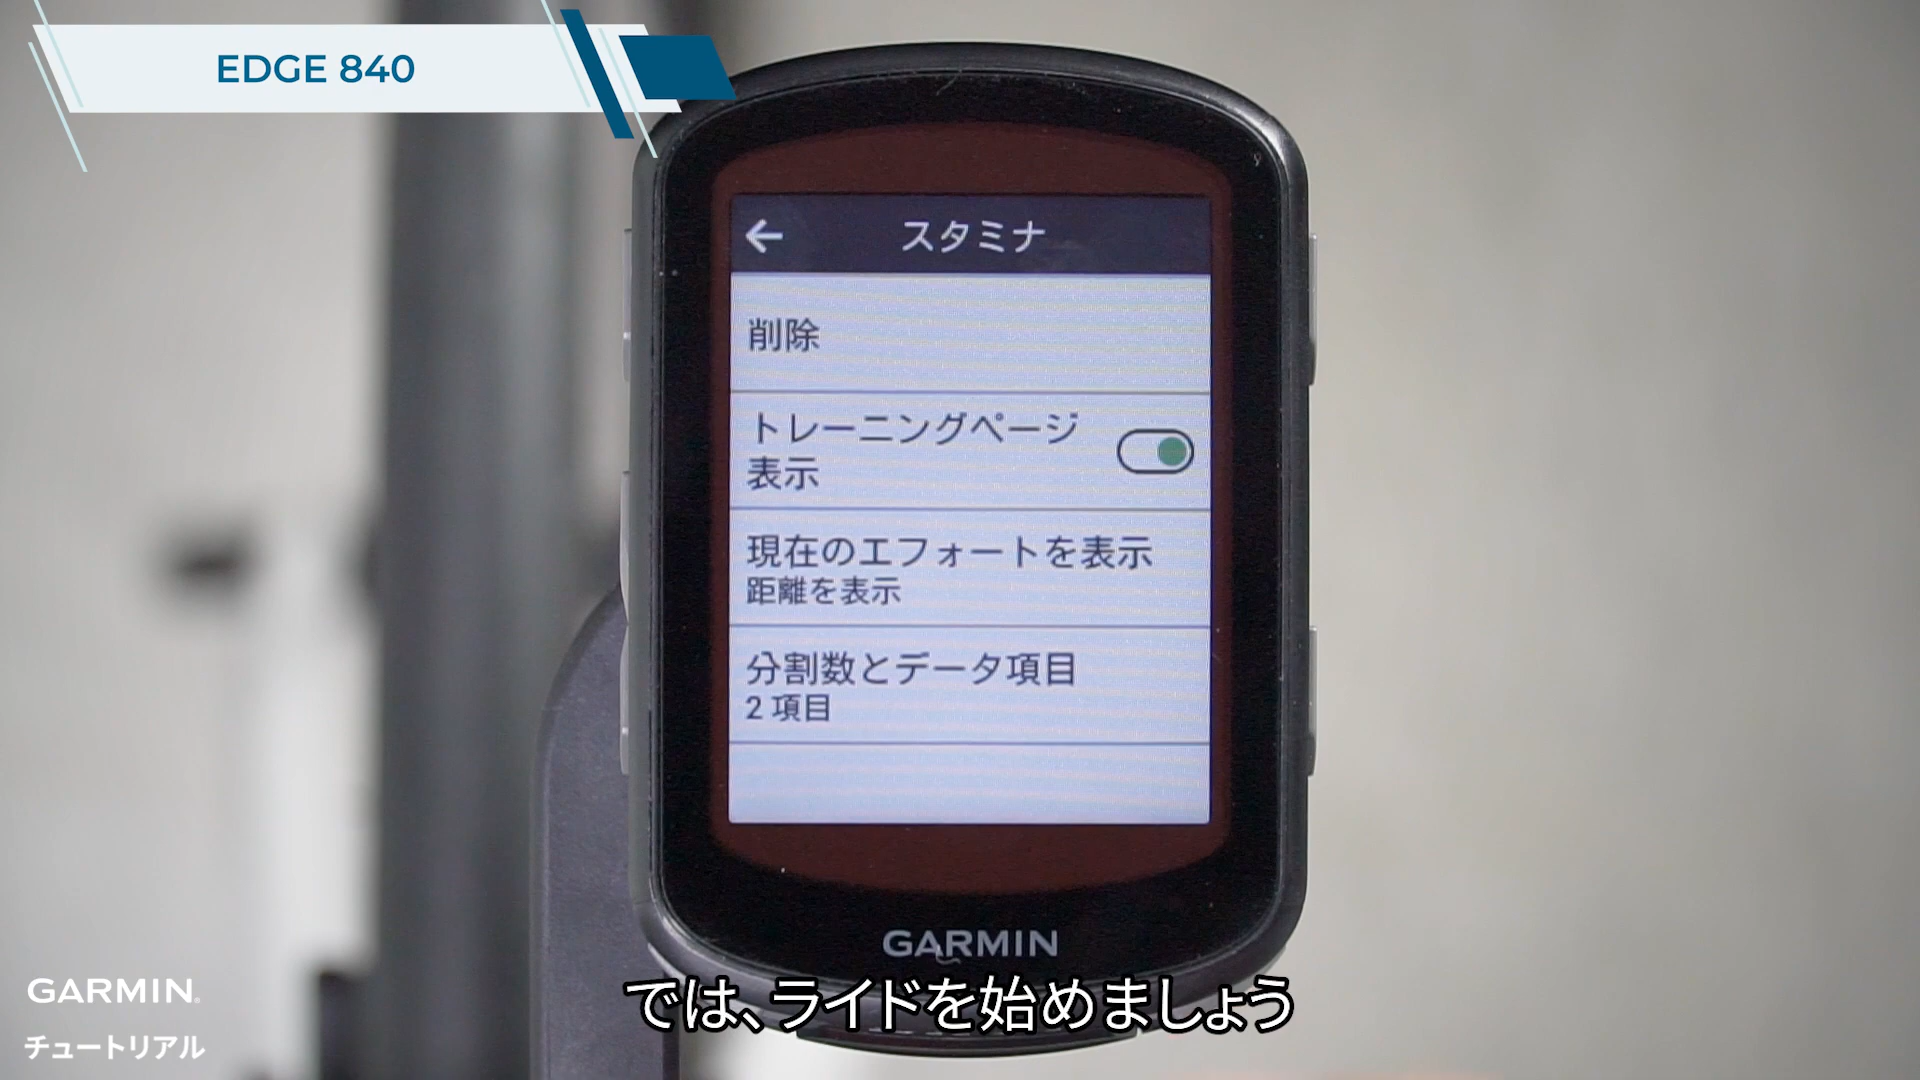 EDGE 840
スタミナ
削除
トレーニングページ
表示
現在のエフォートを表示
距離を表示
分割数とデータ項目
2 項目
GARMIN
では、ライドを始めましょう
GARMIN®
チュートリアル